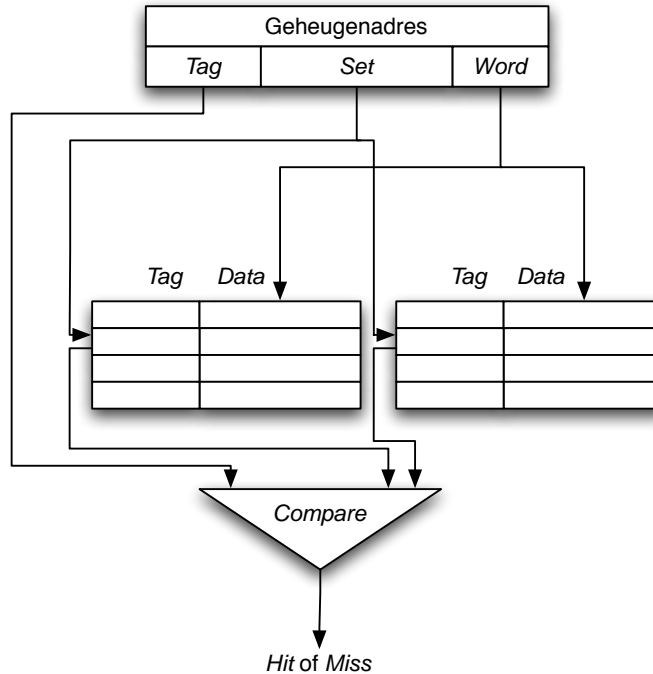 Geheugenadres
Tag Set Word
Tag Data Tag Data
Compare
Hit of Miss